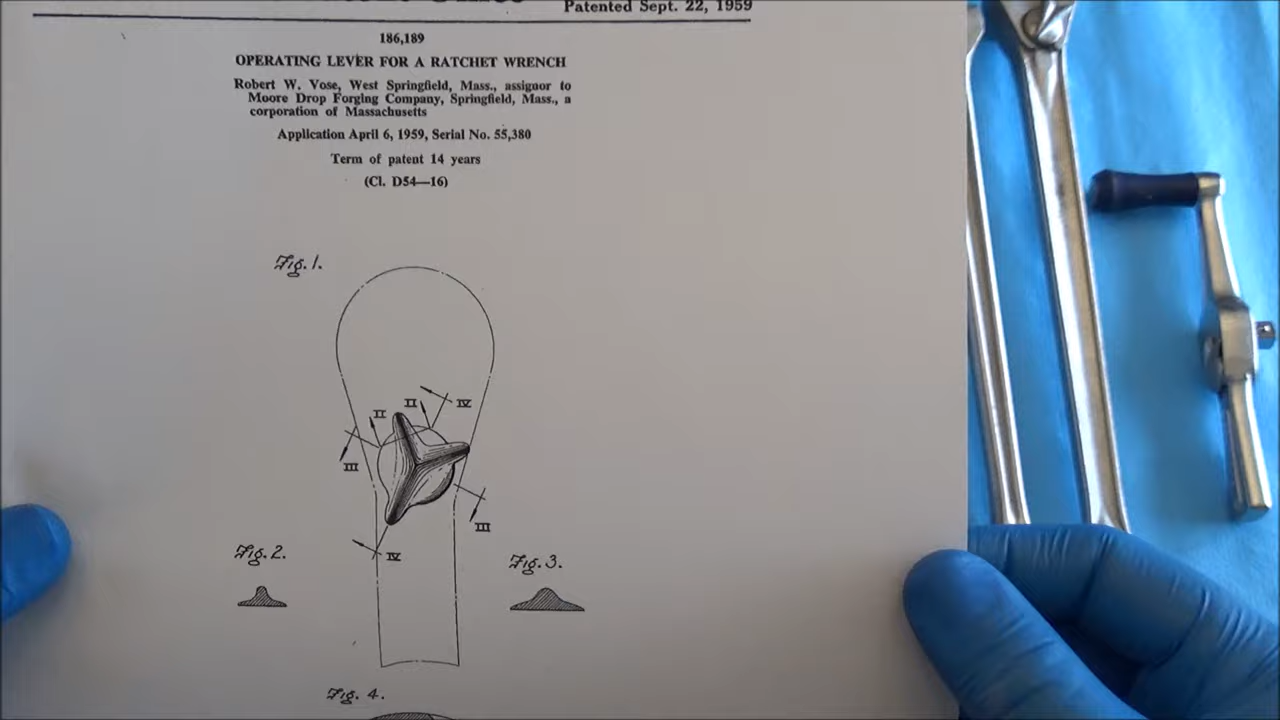 Patented Sept. 22, 1959
186,189
OPERATING LEVER FOR A RATCHET WRENCH
Robert W. Vose, West Springfield, Mass., assignor to
Moore Drop Forging Company, Springfield, Mass., a
corporation of Massachusetts
Application April 6, 1959, Serial No. 55,380
Term of patent 14 years
(Cl. D54—16)
Fig. 1.
II
II
IV
III
III
IV
Fig. 2.
Fig. 3.
Fig. 4.